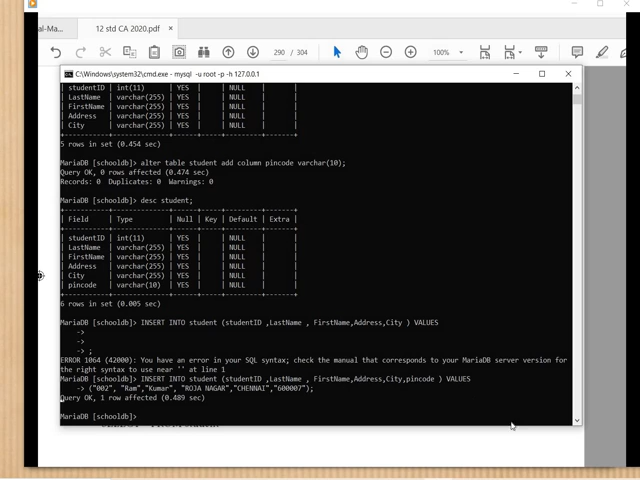 al-Ma...
12 std CA 2020.pdf ×
290 / 304
100%
C:\Windows\system32\cmd.exe - mysql -u root -p -h 127.0.0.1
| studentID | int(11) | YES | | NULL | |
| LastName | varchar(255) | YES | | NULL | |
| FirstName | varchar(255) | YES | | NULL | |
| Address | varchar(255) | YES | | NULL | |
| City | varchar(255) | YES | | NULL | |
+-----------+--------------+------+-----+---------+-------+
5 rows in set (0.454 sec)
MariaDB [schooldb]> alter table student add column pincode varchar(10);
Query OK, 0 rows affected (0.474 sec)
Records: 0 Duplicates: 0 Warnings: 0
MariaDB [schooldb]> desc student;
+-----------+--------------+------+-----+---------+-------+
| Field | Type | Null | Key | Default | Extra |
+-----------+--------------+------+-----+---------+-------+
| studentID | int(11) | YES | | NULL | |
| LastName | varchar(255) | YES | | NULL | |
| FirstName | varchar(255) | YES | | NULL | |
| Address | varchar(255) | YES | | NULL | |
| City | varchar(255) | YES | | NULL | |
| pincode | varchar(10) | YES | | NULL | |
+-----------+--------------+------+-----+---------+-------+
6 rows in set (0.005 sec)
MariaDB [schooldb]> INSERT INTO student (studentID ,LastName , FirstName,Address,City ) VALUES
->
->
-> ;
ERROR 1064 (42000): You have an error in your SQL syntax; check the manual that corresponds to your MariaDB server version for
the right syntax to use near '' at line 1
MariaDB [schooldb]> INSERT INTO student (studentID ,LastName , FirstName,Address,City,pincode ) VALUES
-> ("002", "Ram","Kumar", "ROJA NAGAR","CHENNAI","600007");
Query OK, 1 row affected (0.489 sec)
MariaDB [schooldb]>